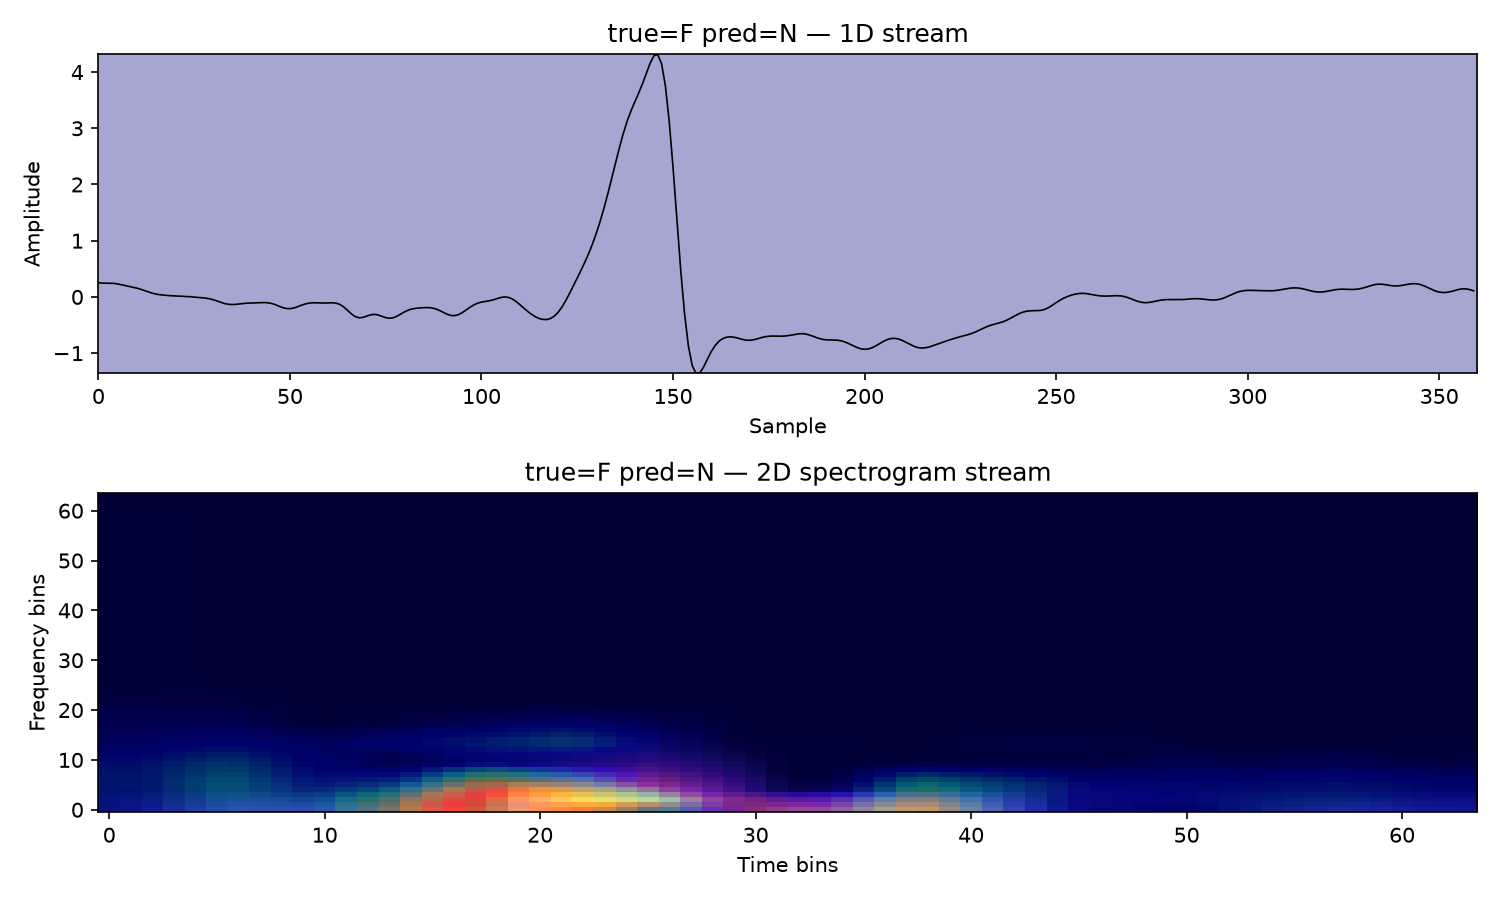 true=F pred=N — 1D stream
4
3
2
1
0
−1
Amplitude
0 50 100 150 200 250 300 350
Sample
true=F pred=N — 2D spectrogram stream
60
50
40
30
20
10
0
Frequency bins
0 10 20 30 40 50 60
Time bins